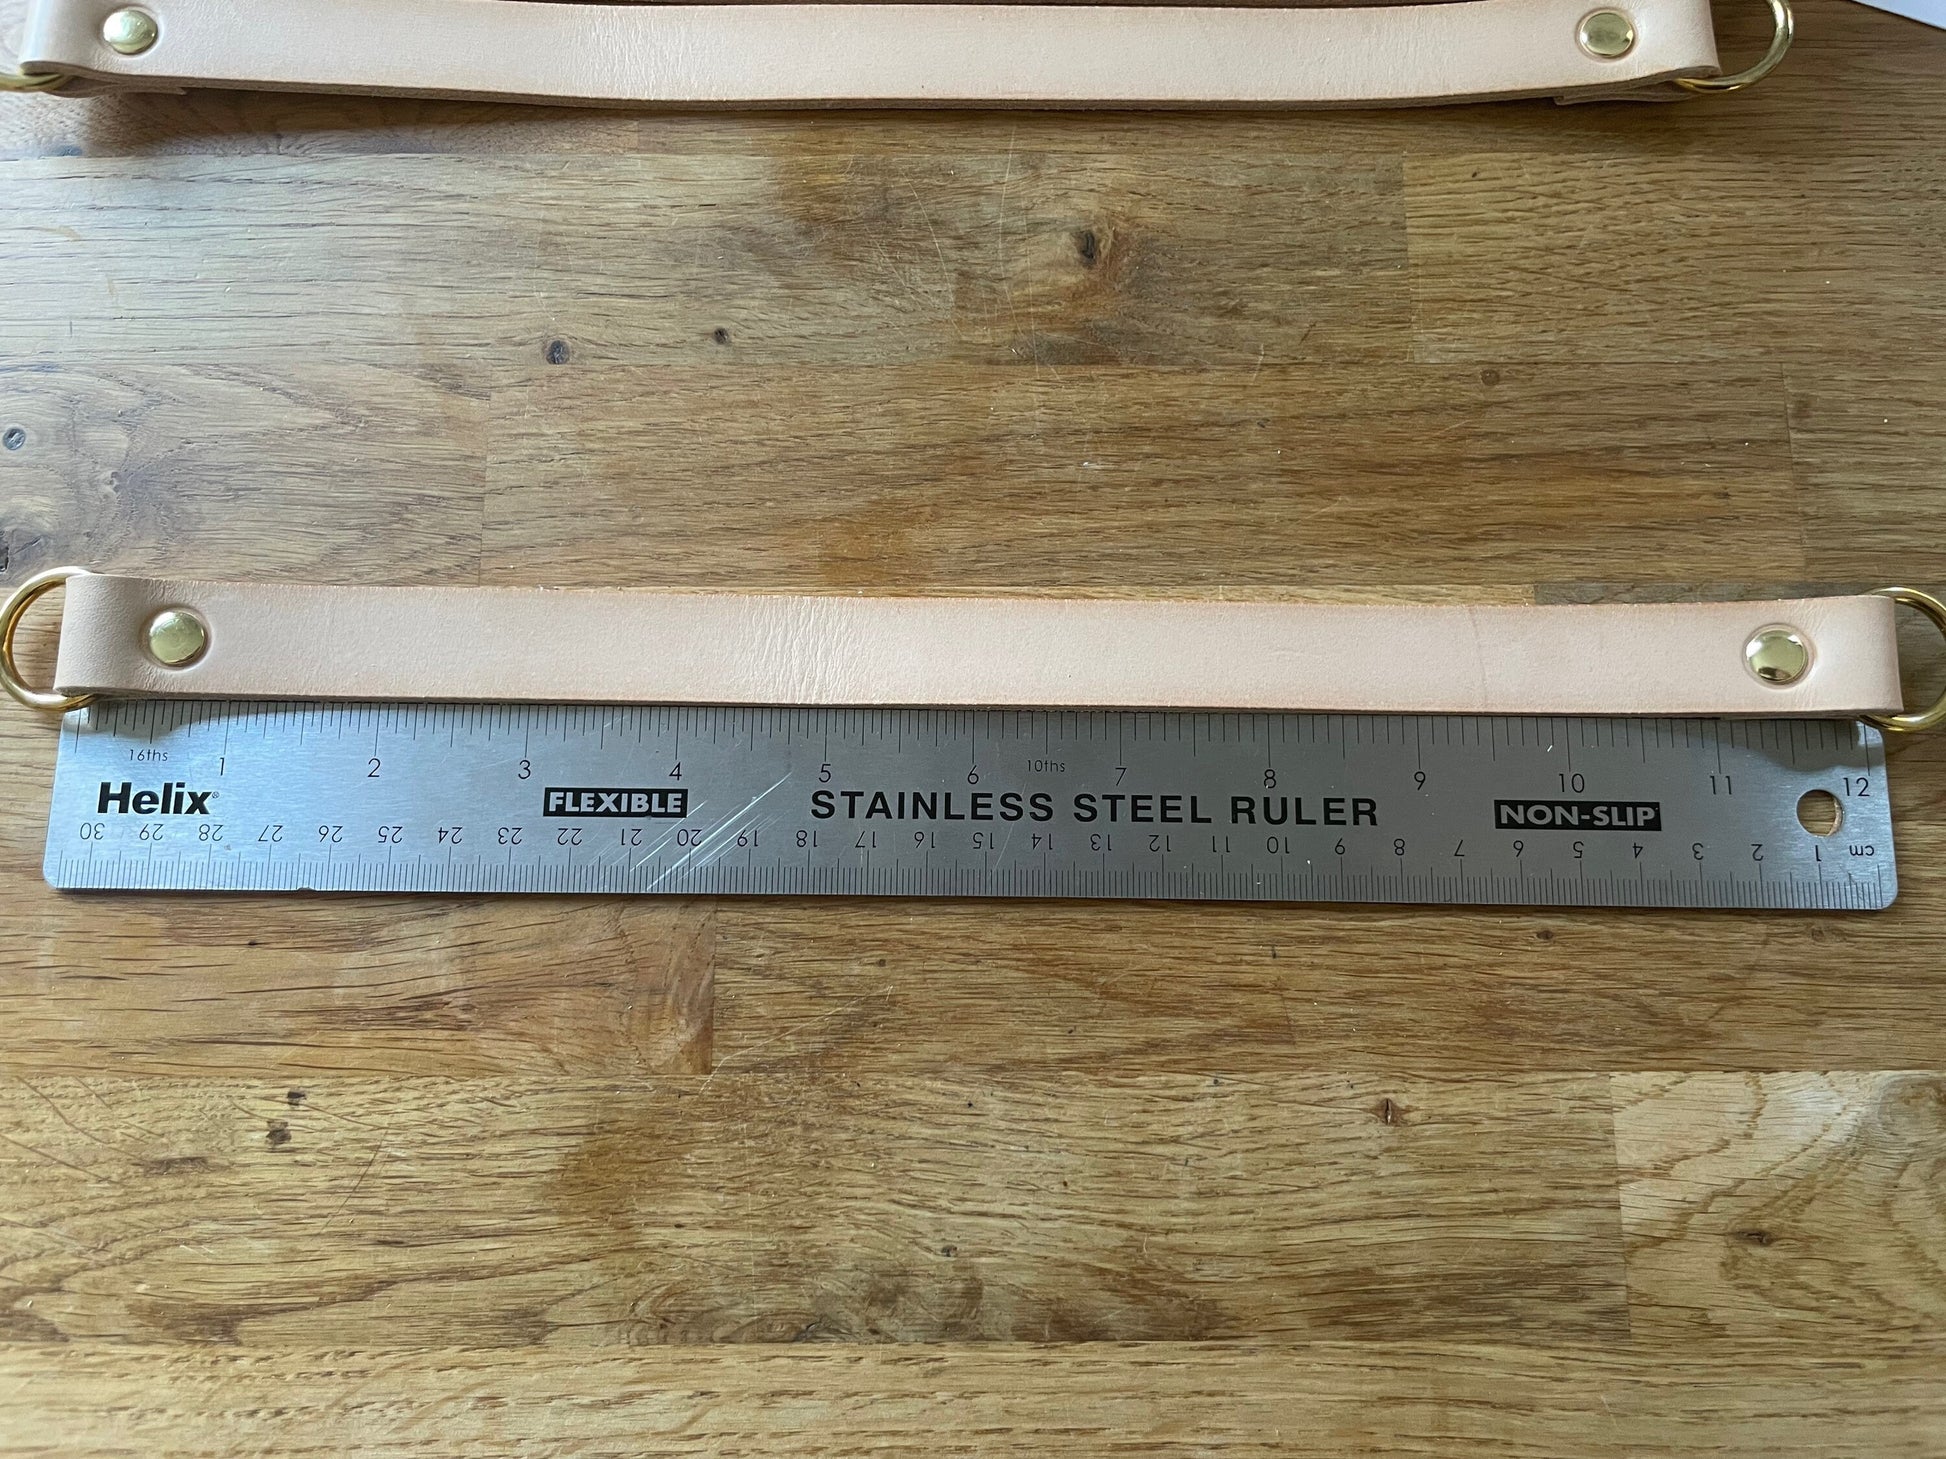 16ths 10ths
1 2 3 4 5 6 7 8 9 10 11 12
Helix® FLEXIBLE STAINLESS STEEL RULER NON-SLIP
30 29 28 27 26 25 24 23 22 21 20 19 18 17 16 15 14 13 12 11 10 9 8 7 6 5 4 3 2 1 cm